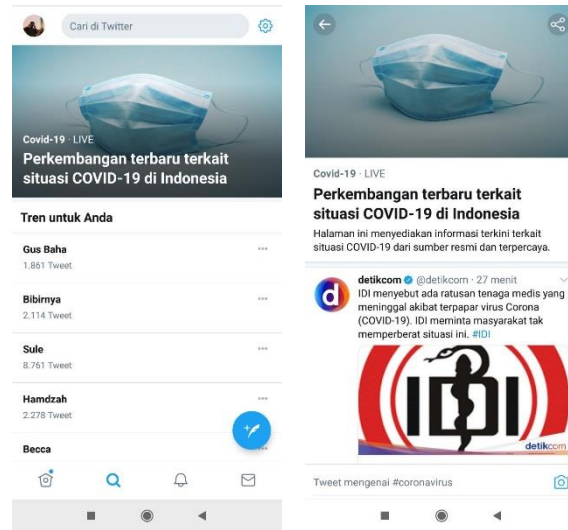 Cari di Twitter
Covid-19 · LIVE
Perkembangan terbaru terkait
situasi COVID-19 di Indonesia
Tren untuk Anda
Gus Baha
1.861 Tweet
Bibirnya
2.114 Tweet
Sule
8.761 Tweet
Hamdzah
2.278 Tweet
Becca
Covid-19 · LIVE
Perkembangan terbaru terkait
situasi COVID-19 di Indonesia
Halaman ini menyediakan informasi terkini terkait
situasi COVID-19 dari sumber resmi dan terpercaya.
detikcom @detikcom · 27 menit
IDI menyebut ada ratusan tenaga medis yang
meninggal akibat terpapar virus Corona
(COVID-19). IDI meminta masyarakat tak
memperberat situasi ini. #IDI
d
IDI
detikcom
Tweet mengenai #coronavirus